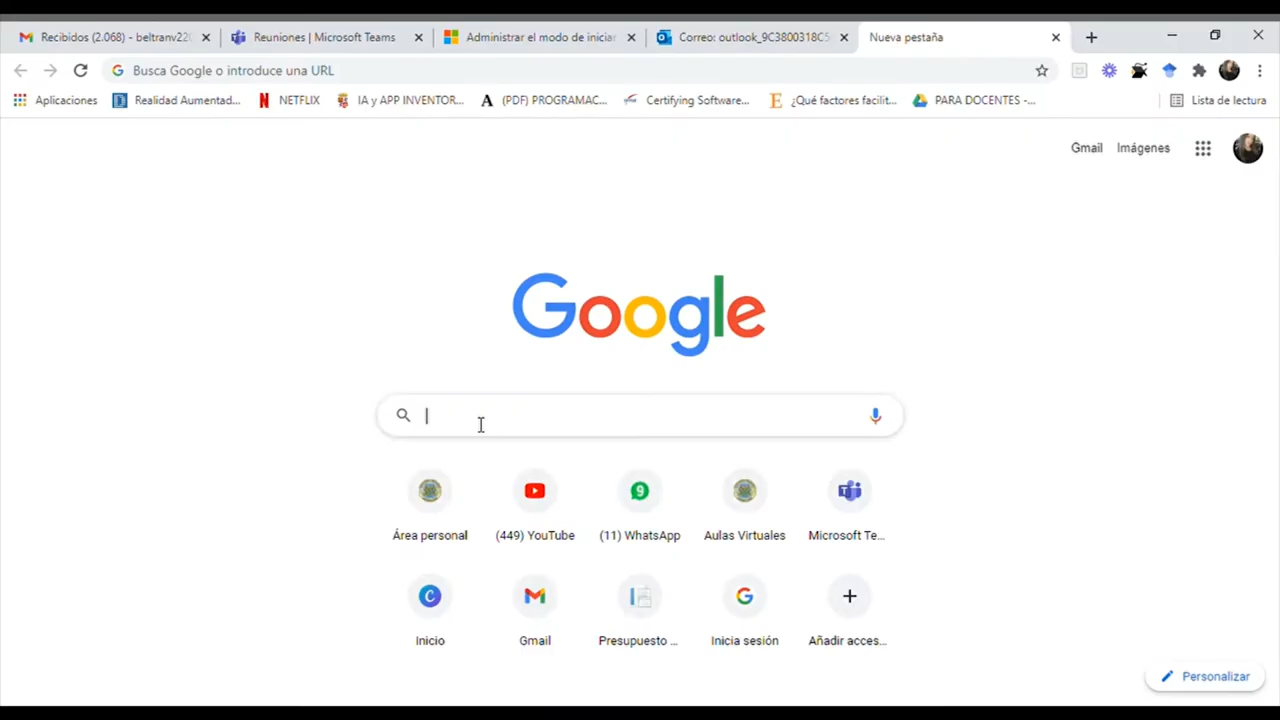 Recibidos (2.068) - beltranv220
Reuniones | Microsoft Teams
Administrar el modo de iniciar
Correo: outlook_9C3800318C5
Nueva pestaña
Busca Google o introduce una URL
Aplicaciones
Realidad Aumentad...
NETFLIX
IA y APP INVENTOR...
(PDF) PROGRAMAC...
Certifying Software...
¿Qué factores facilit...
PARA DOCENTES -...
Lista de lectura
Gmail
Imágenes
Google
Área personal
(449) YouTube
(11) WhatsApp
Aulas Virtuales
Microsoft Te...
Inicio
Gmail
Presupuesto ...
Inicia sesión
Añadir acces...
Personalizar